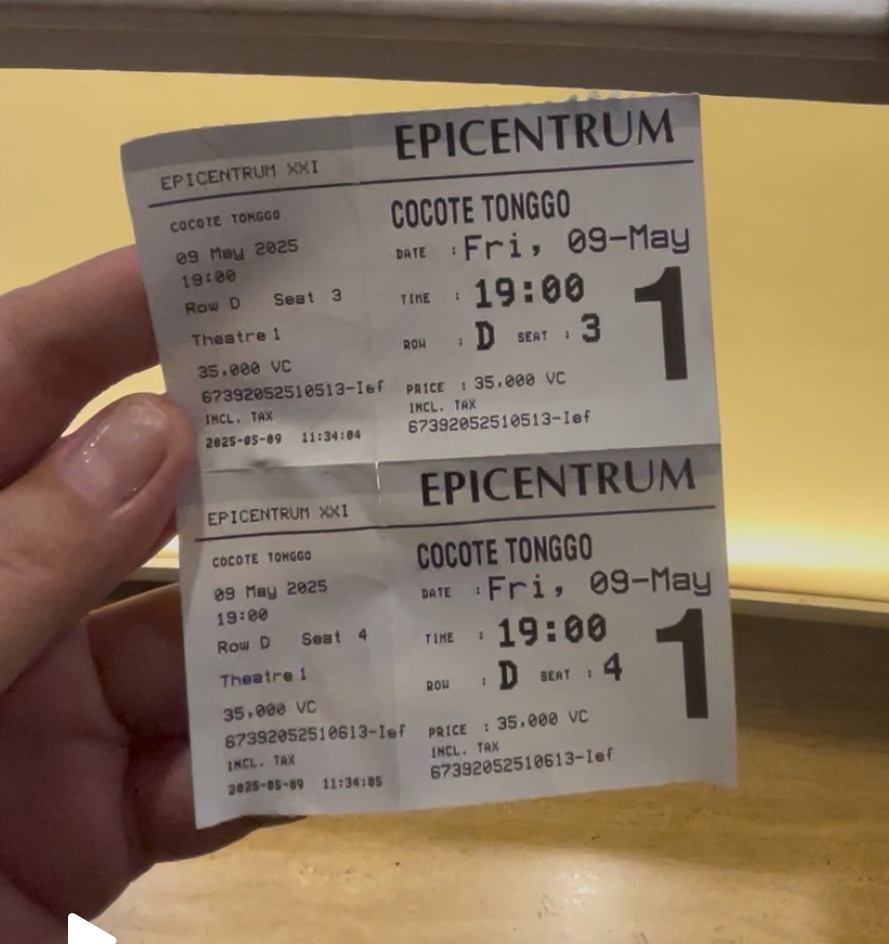 EPICENTRUM XXI
COCOTE TONGGO
09 May 2025
19:00
Row D Seat 3
Theatre 1
35,000 VC
67392052510513-Ief
INCL. TAX
2025-05-09 11:34:04
EPICENTRUM
COCOTE TONGGO
DATE : Fri, 09-May
TIME : 19:00
ROW : D SEAT : 3
1
PRICE : 35,000 VC
INCL. TAX
67392052510513-Ief
EPICENTRUM XXI
COCOTE TONGGO
09 May 2025
19:00
Row D Seat 4
Theatre 1
35,000 VC
67392052510613-Ief
INCL. TAX
2025-05-09 11:34:05
EPICENTRUM
COCOTE TONGGO
DATE : Fri, 09-May
TIME : 19:00
ROW : D SEAT : 4
1
PRICE : 35,000 VC
INCL. TAX
67392052510613-Ief